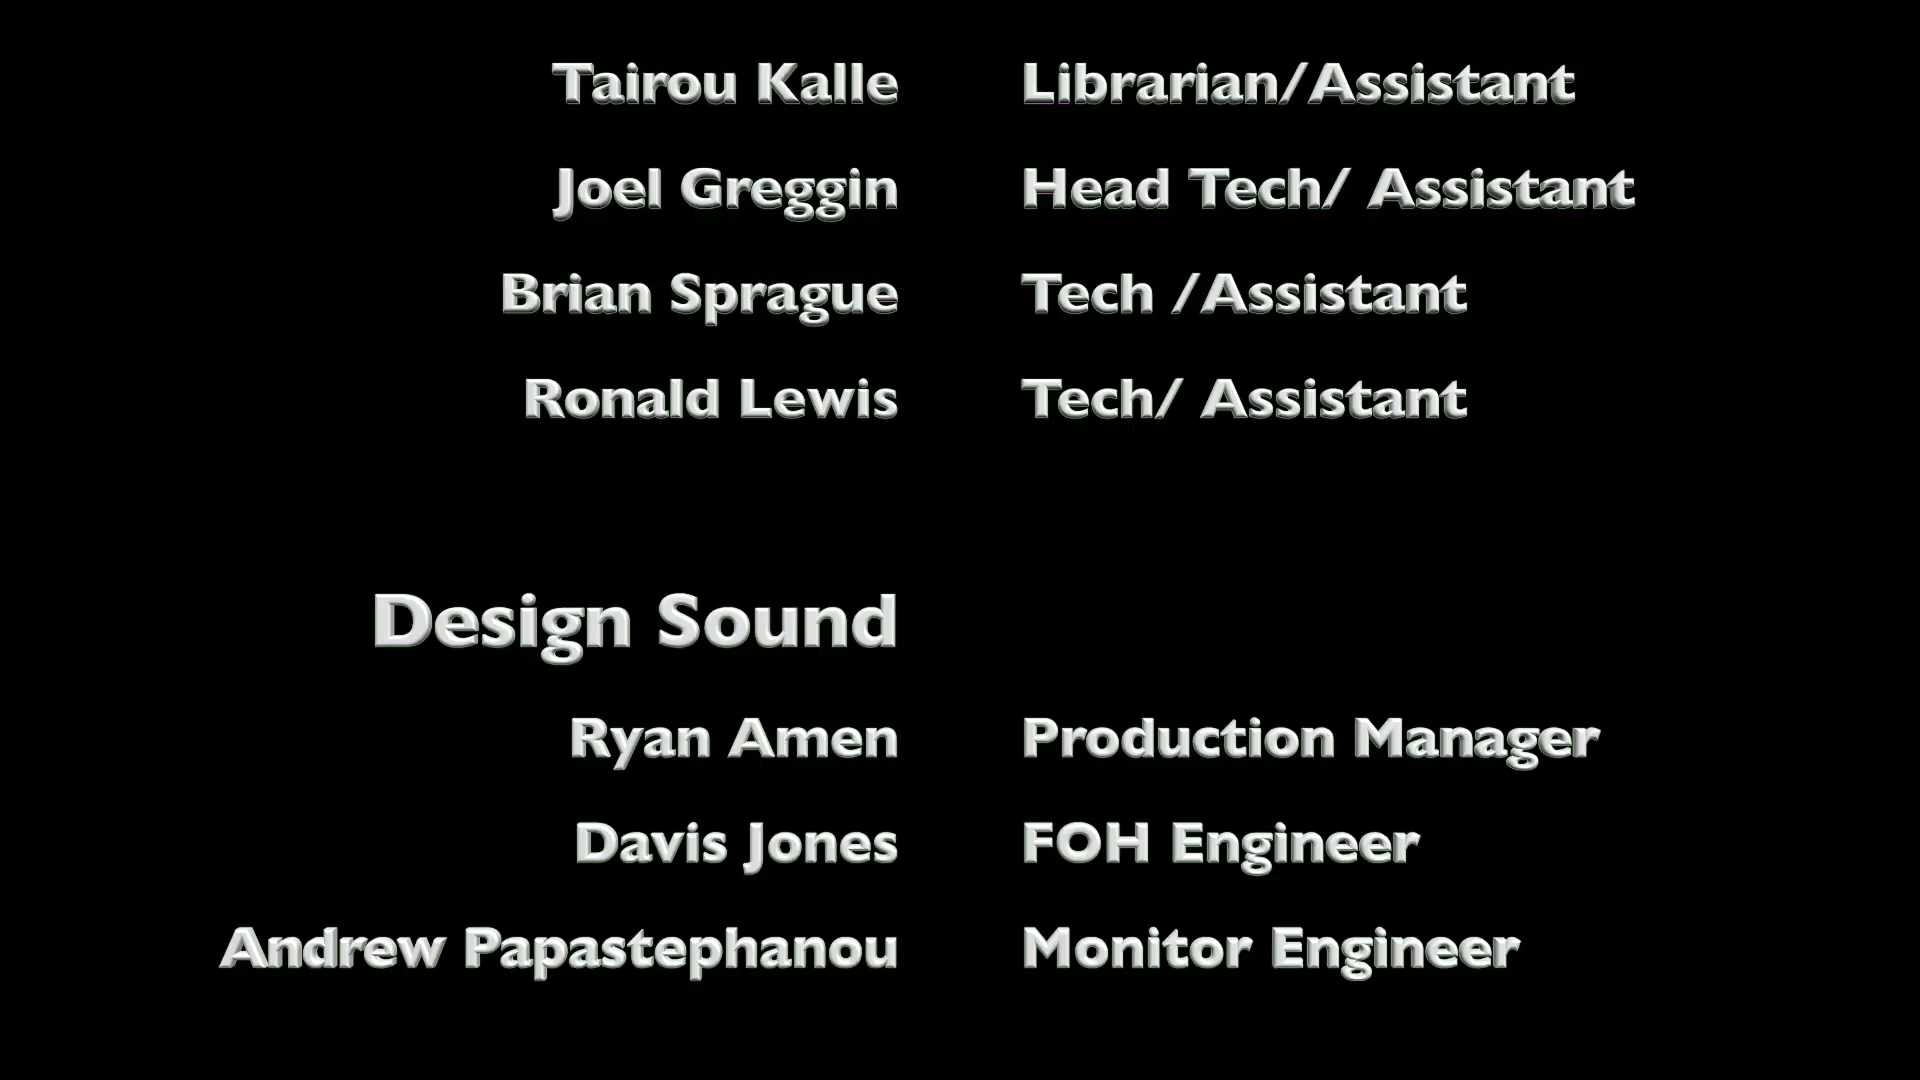 Tairou Kalle Librarian/Assistant
Joel Greggin Head Tech/ Assistant
Brian Sprague Tech /Assistant
Ronald Lewis Tech/ Assistant
Design Sound
Ryan Amen Production Manager
Davis Jones FOH Engineer
Andrew Papastephanou Monitor Engineer